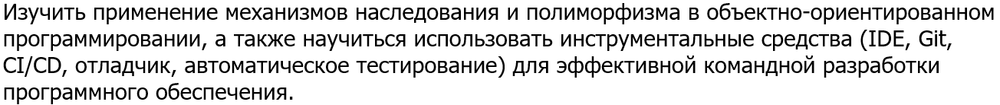 Изучить применение механизмов наследования и полиморфизма в объектно-ориентированном
программировании, а также научиться использовать инструментальные средства (IDE, Git,
CI/CD, отладчик, автоматическое тестирование) для эффективной командной разработки
программного обеспечения.